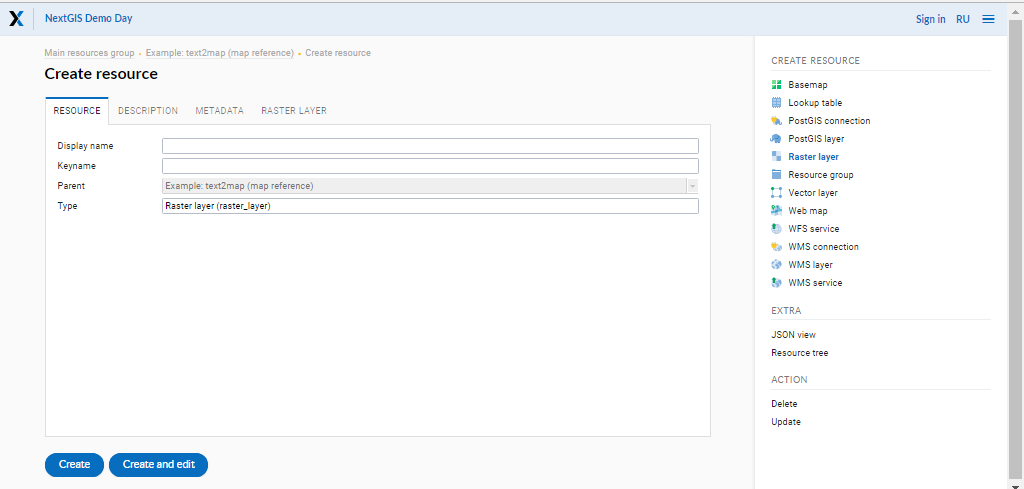 NextGIS Demo Day
Sign in RU
Main resources group • Example: text2map (map reference) • Create resource
Create resource
RESOURCE DESCRIPTION METADATA RASTER LAYER
Display name
Keyname
Parent Example: text2map (map reference)
Type Raster layer (raster_layer)
Create Create and edit
CREATE RESOURCE
Basemap
Lookup table
PostGIS connection
PostGIS layer
Raster layer
Resource group
Vector layer
Web map
WFS service
WMS connection
WMS layer
WMS service
EXTRA
JSON view
Resource tree
ACTION
Delete
Update